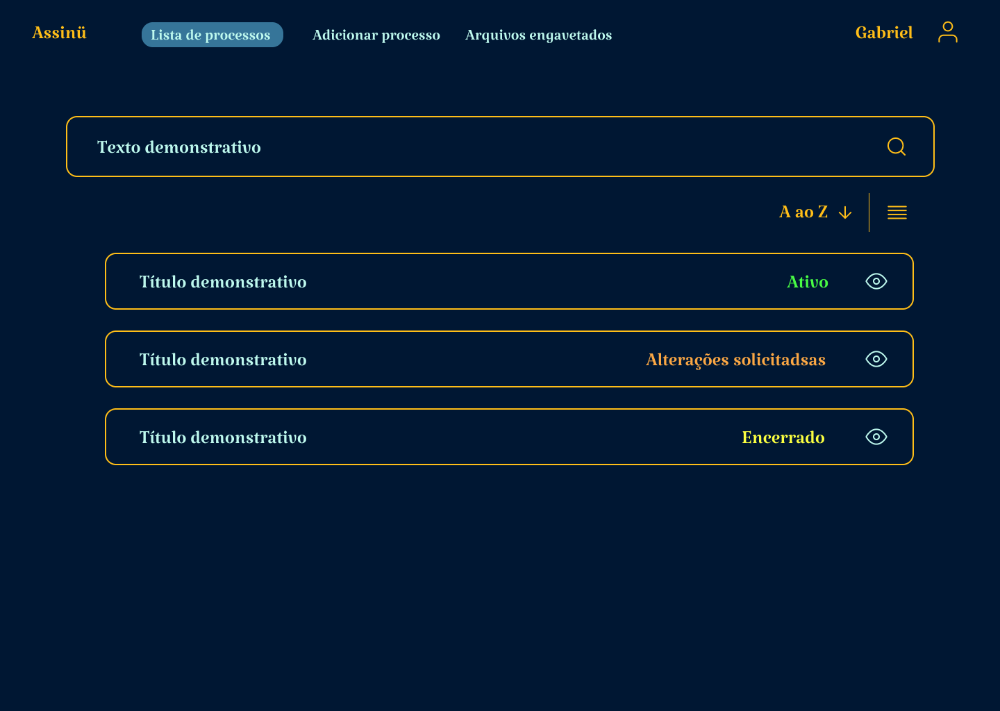 Assinü
Lista de processos
Adicionar processo
Arquivos engavetados
Gabriel
Texto demonstrativo
A ao Z
Título demonstrativo
Ativo
Título demonstrativo
Alterações solicitadsas
Título demonstrativo
Encerrado